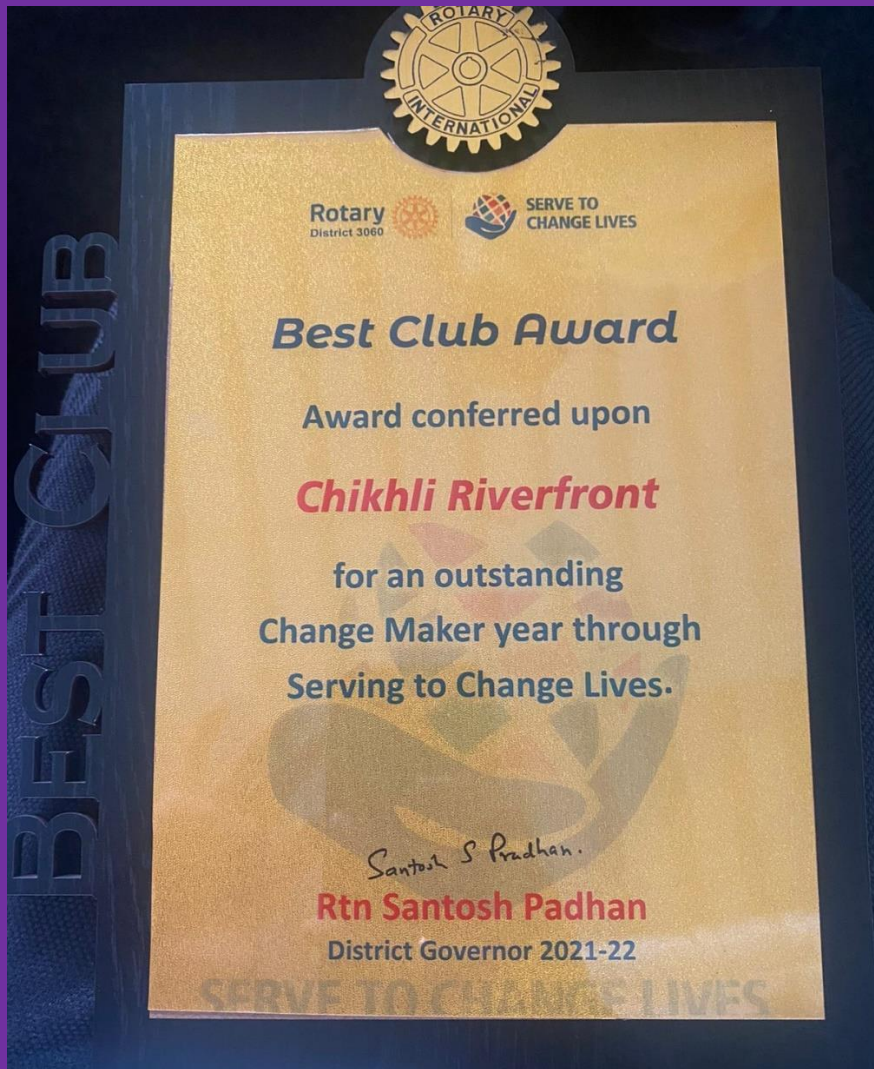 ROTARY
INTERNATIONAL
Rotary
District 3060
SERVE TO
CHANGE LIVES
BEST CLUB
Best Club Award
Award conferred upon
Chikhli Riverfront
for an outstanding
Change Maker year through
Serving to Change Lives.
Santosh S Pradhan.
Rtn Santosh Padhan
District Governor 2021-22
SERVE TO CHANGE LIVES